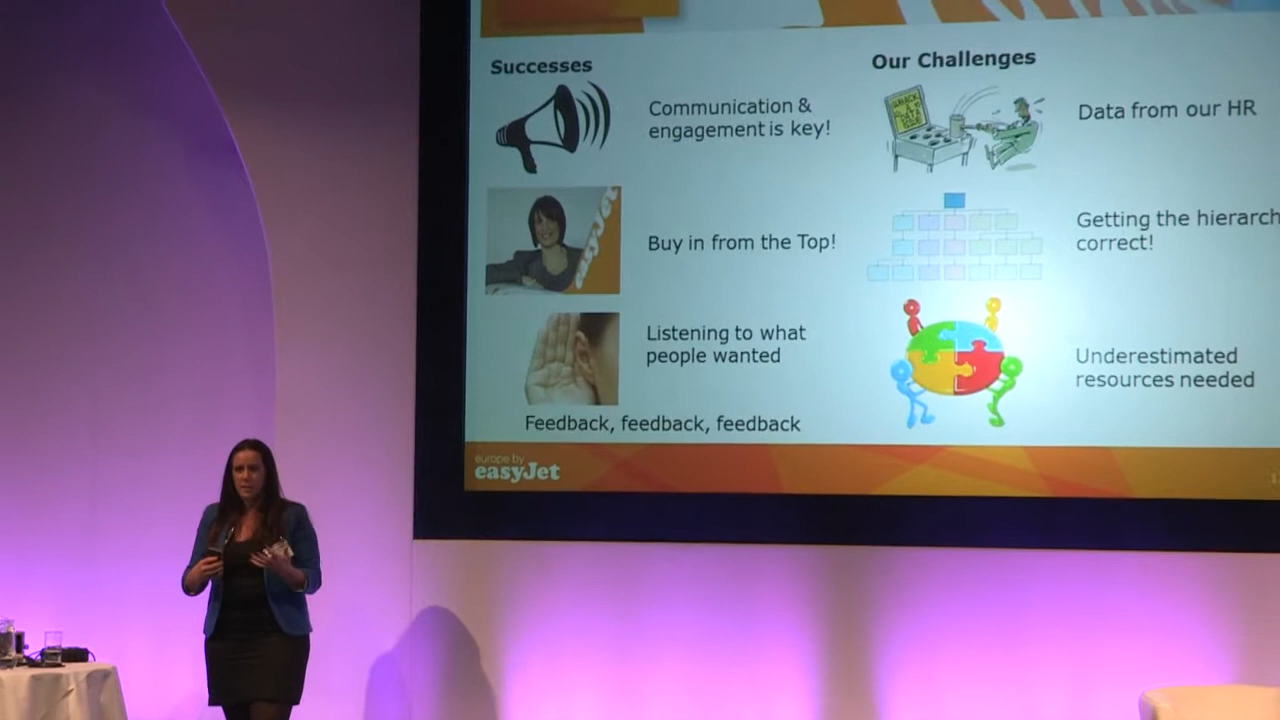 Successes
Communication &
engagement is key!
Buy in from the Top!
easyJet
Listening to what
people wanted
Feedback, feedback, feedback
Our Challenges
Data from our HR
Getting the hierarch
correct!
Underestimated
resources needed
europe by
easyJet